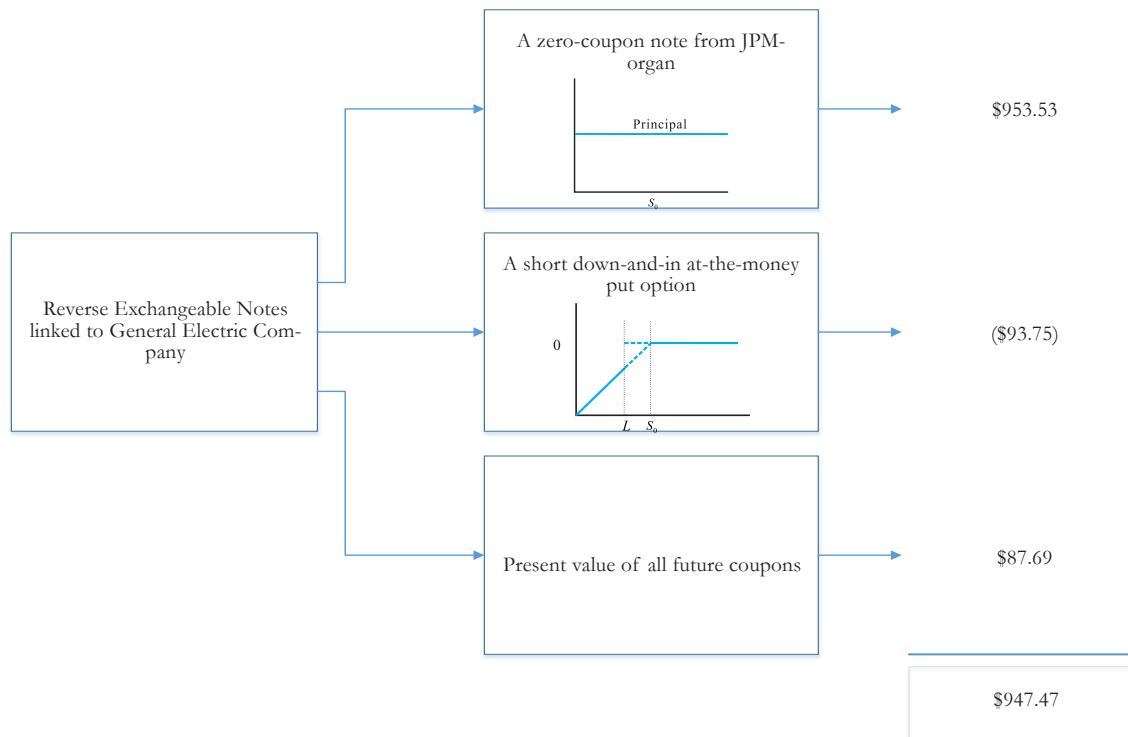 A zero-coupon note from JPM-
organ
Principal
S₀
$953.53
Reverse Exchangeable Notes
linked to General Electric Com-
pany
A short down-and-in at-the-money
put option
0
L S₀
($93.75)
Present value of all future coupons
$87.69
$947.47